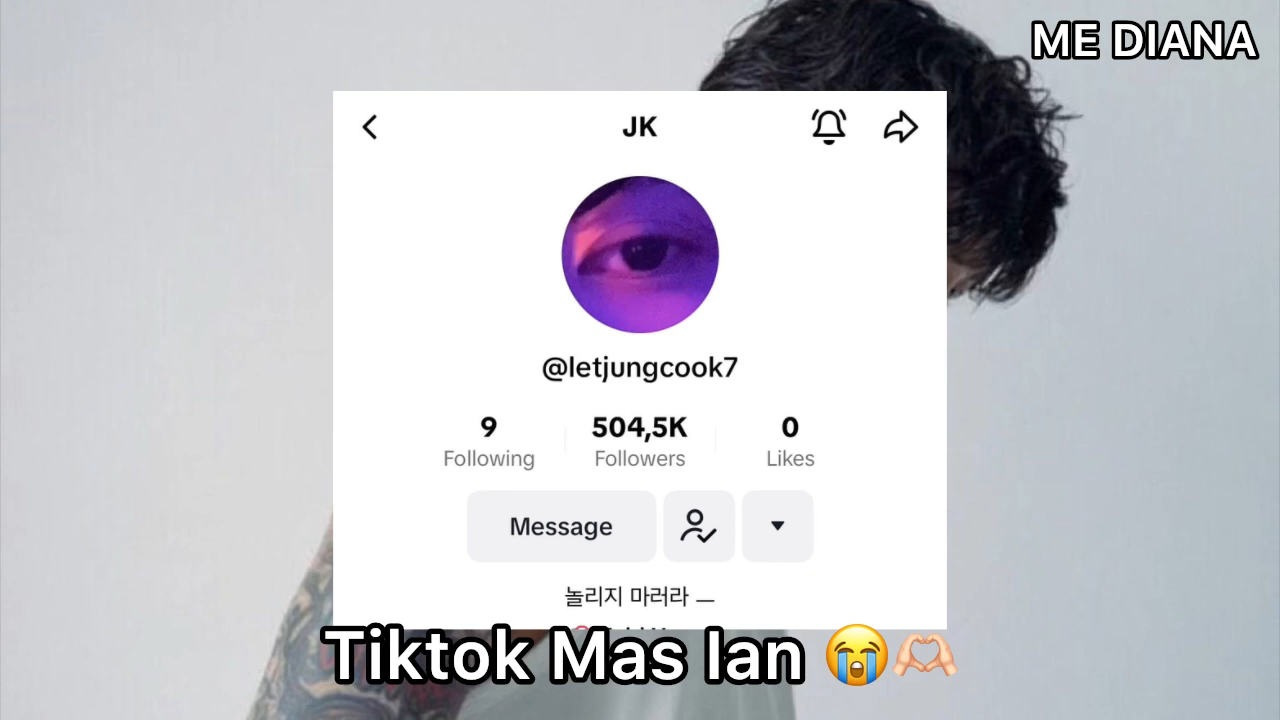 ME DIANA
JK
@letjungcook7
9 504,5K 0
Following Followers Likes
Message
놀리지 마러라 ㅡ
Tiktok Mas Ian 😭🫶🏻